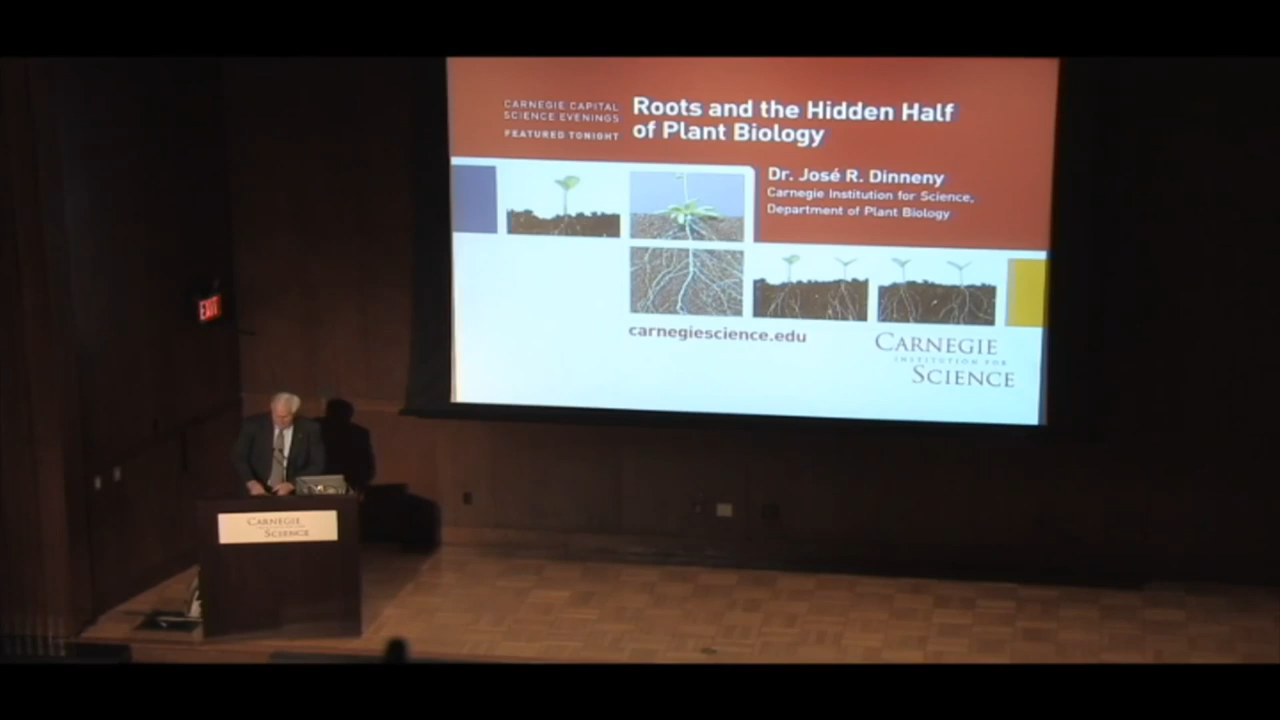 CARNEGIE CAPITAL
SCIENCE EVENINGS
FEATURED TONIGHT
Roots and the Hidden Half
of Plant Biology
Dr. José R. Dinneny
Carnegie Institution for Science,
Department of Plant Biology
carnegiescience.edu
CARNEGIE
INSTITUTION FOR
SCIENCE
EXIT
CARNEGIE
SCIENCE